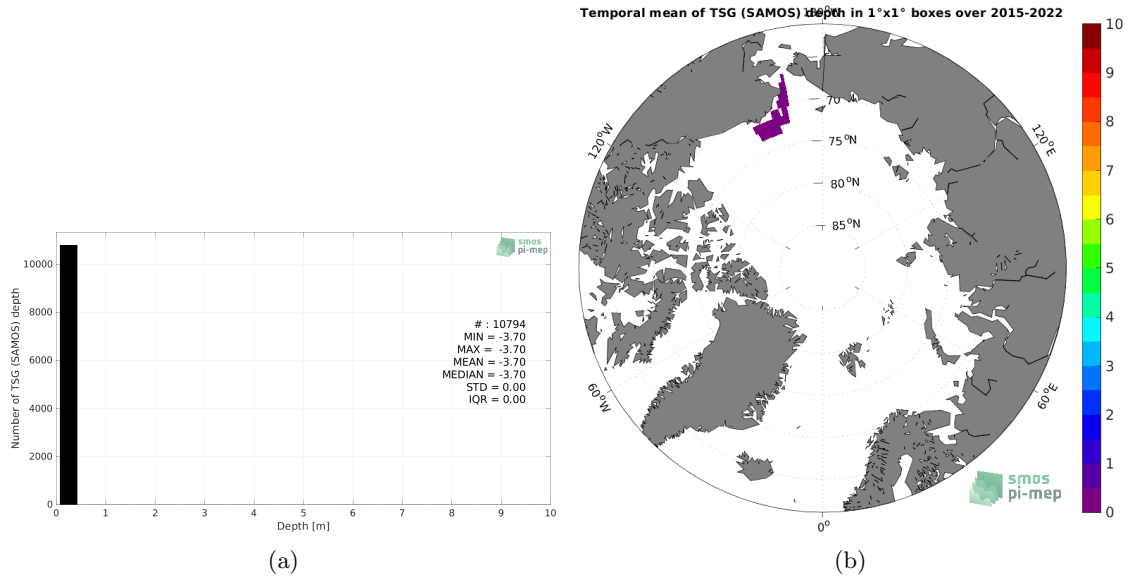 Temporal mean of TSG (SAMOS) depth in 1°x1° boxes over 2015-2022
Number of TSG (SAMOS) depth
10000
8000
6000
4000
2000
0
smos
pi-mep
# : 10794
MIN = -3.70
MAX = -3.70
MEAN = -3.70
MEDIAN = -3.70
STD = 0.00
IQR = 0.00
0 1 2 3 4 5 6 7 8 9 10
Depth [m]
(a)
180°W
120°W
120°E
70°N
75°N
80°N
85°N
60°W
60°E
0°
smos
pi-mep
10
9
8
7
6
5
4
3
2
1
0
(b)